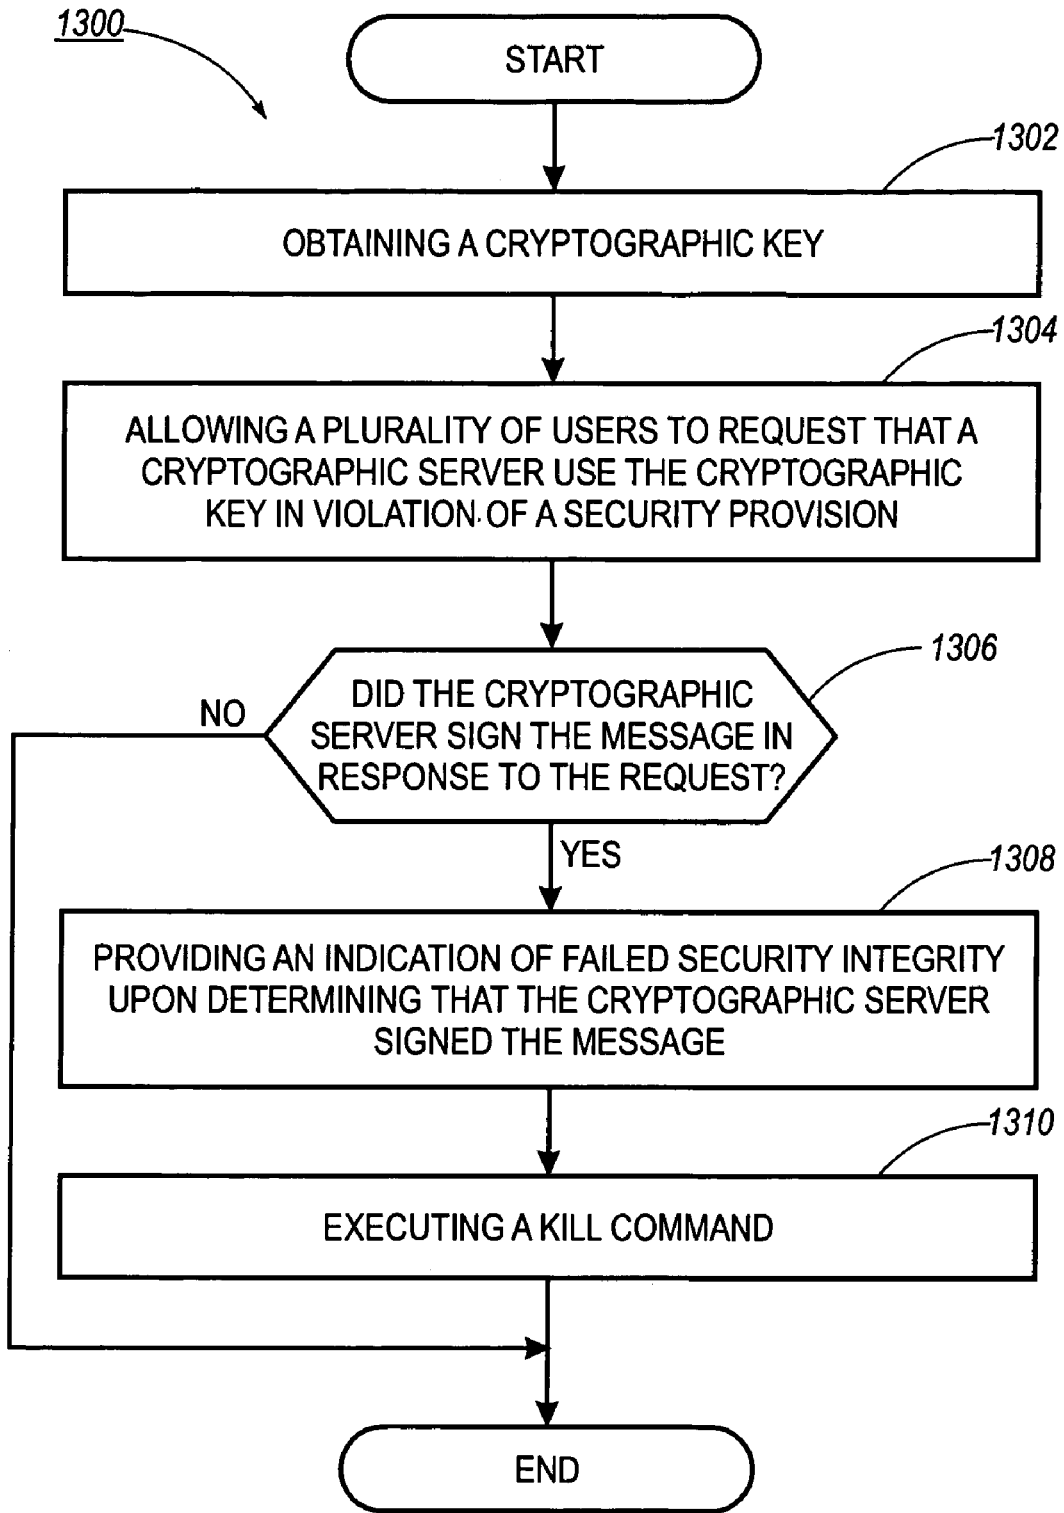 1300
START
1302
OBTAINING A CRYPTOGRAPHIC KEY
1304
ALLOWING A PLURALITY OF USERS TO REQUEST THAT A
CRYPTOGRAPHIC SERVER USE THE CRYPTOGRAPHIC
KEY IN VIOLATION OF A SECURITY PROVISION
1306
NO
DID THE CRYPTOGRAPHIC
SERVER SIGN THE MESSAGE IN
RESPONSE TO THE REQUEST?
YES
1308
PROVIDING AN INDICATION OF FAILED SECURITY INTEGRITY
UPON DETERMINING THAT THE CRYPTOGRAPHIC SERVER
SIGNED THE MESSAGE
1310
EXECUTING A KILL COMMAND
END